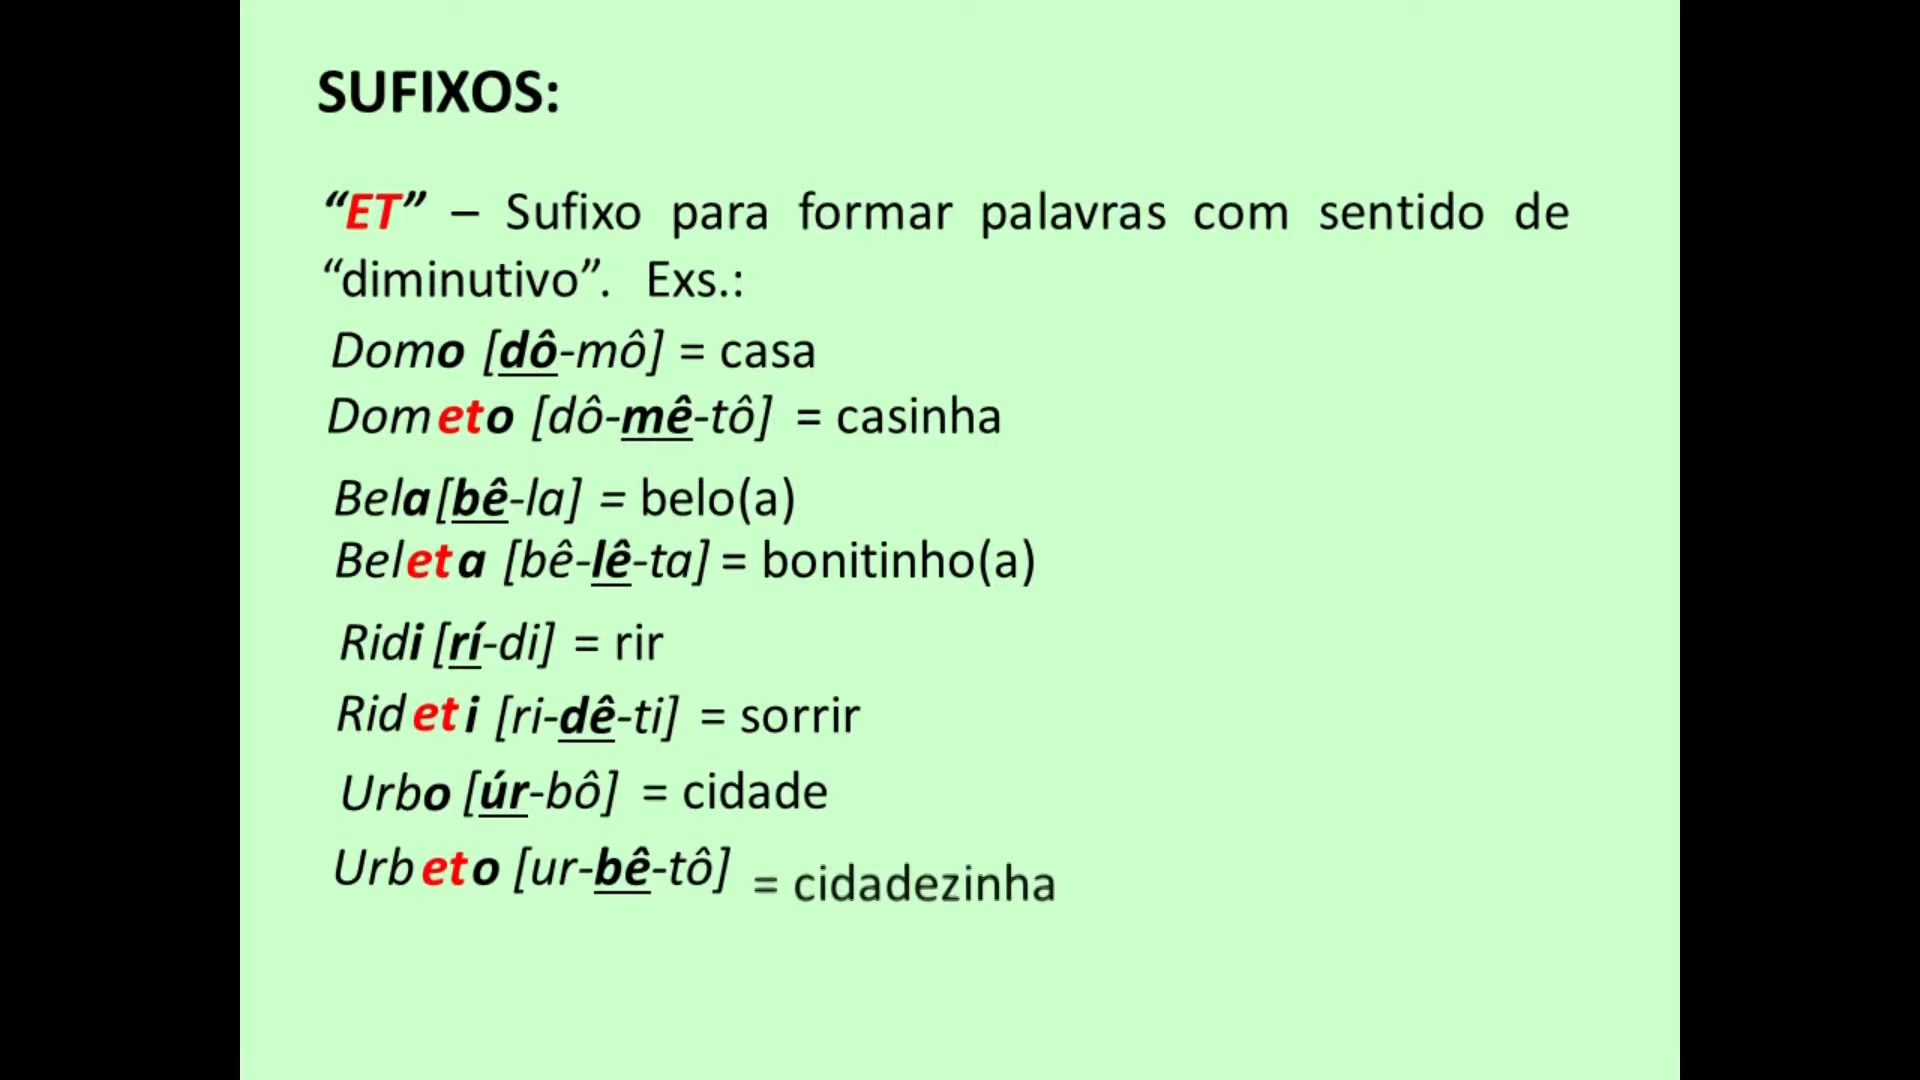 SUFIXOS:
“ET” – Sufixo para formar palavras com sentido de
“diminutivo”. Exs.:
Domo [dô-mô] = casa
Dometo [dô-mê-tô] = casinha
Bela [bê-la] = belo(a)
Beleta [bê-lê-ta] = bonitinho(a)
Ridi [rí-di] = rir
Rideti [ri-dê-ti] = sorrir
Urbo [úr-bô] = cidade
Urbeto [ur-bê-tô] = cidadezinha